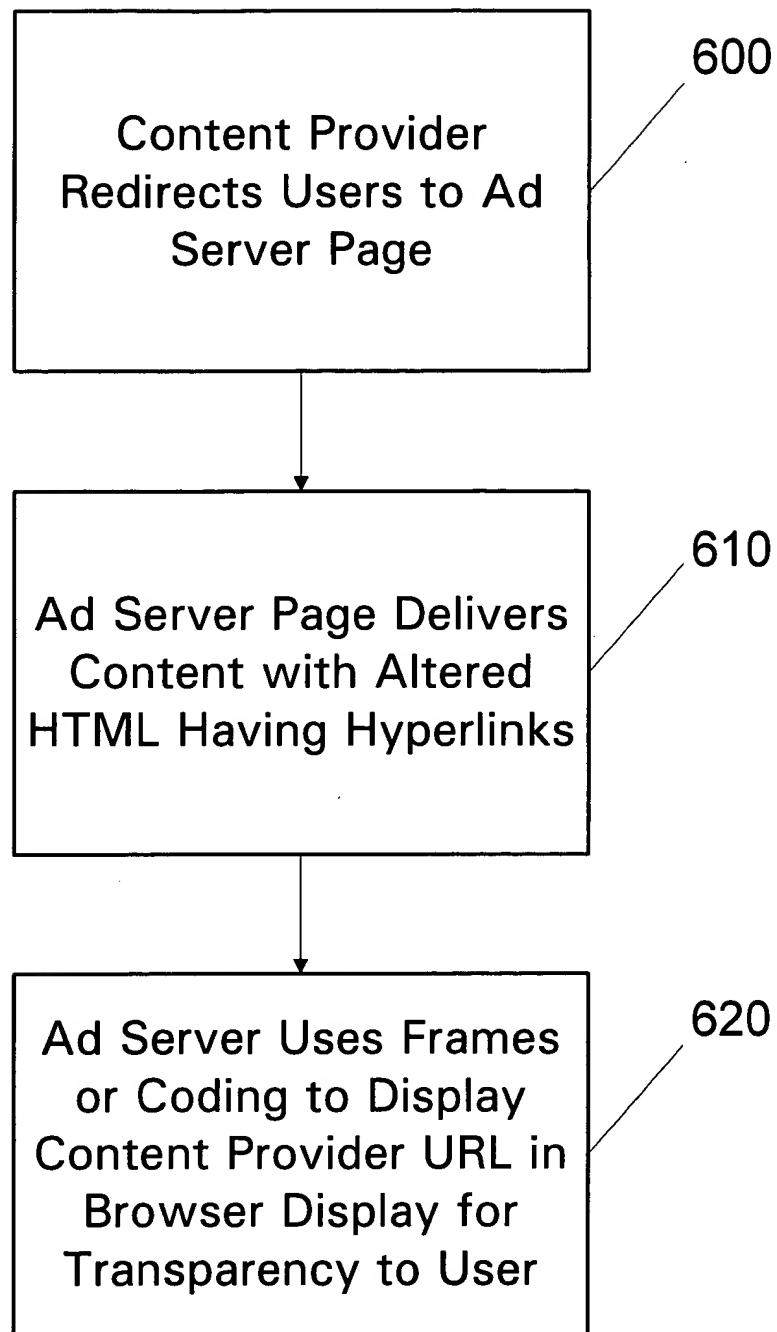 600
Content Provider
Redirects Users to Ad
Server Page
610
Ad Server Page Delivers
Content with Altered
HTML Having Hyperlinks
620
Ad Server Uses Frames
or Coding to Display
Content Provider URL in
Browser Display for
Transparency to User